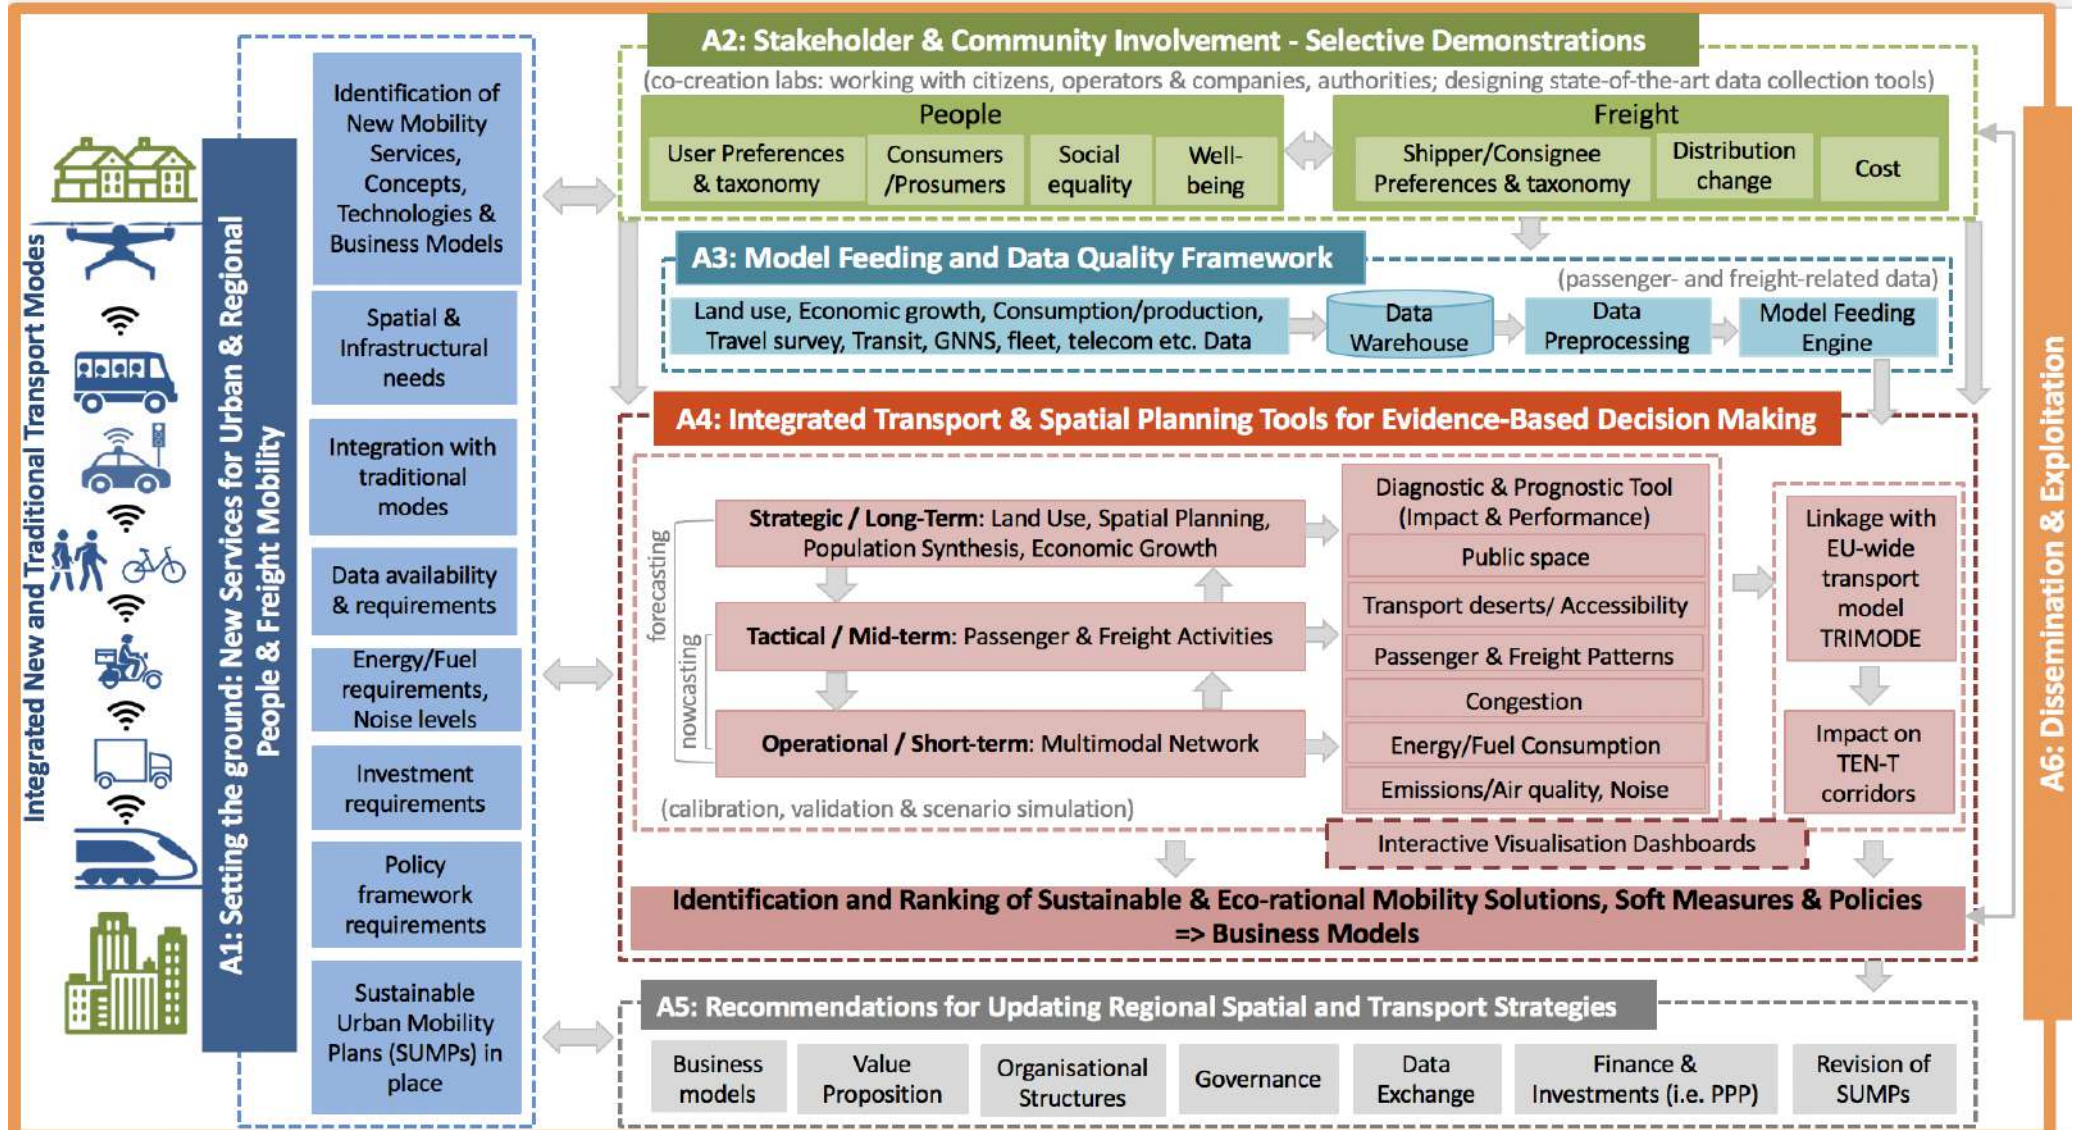 Integrated New and Traditional Transport Modes
A1: Setting the ground: New Services for Urban & Regional
People & Freight Mobility
Identification of
New Mobility
Services,
Concepts,
Technologies &
Business Models
Spatial &
Infrastructural
needs
Integration with
traditional
modes
Data availability
& requirements
Energy/Fuel
requirements,
Noise levels
Investment
requirements
Policy
framework
requirements
Sustainable
Urban Mobility
Plans (SUMPs) in
place
A2: Stakeholder & Community Involvement - Selective Demonstrations
(co-creation labs: working with citizens, operators & companies, authorities; designing state-of-the-art data collection tools)
People
User Preferences
& taxonomy
Consumers
/Prosumers
Social
equality
Well-
being
Freight
Shipper/Consignee
Preferences & taxonomy
Distribution
change
Cost
A3: Model Feeding and Data Quality Framework
(passenger- and freight-related data)
Land use, Economic growth, Consumption/production,
Travel survey, Transit, GNNS, fleet, telecom etc. Data
Data
Warehouse
Data
Preprocessing
Model Feeding
Engine
A4: Integrated Transport & Spatial Planning Tools for Evidence-Based Decision Making
forecasting
nowcasting
Strategic / Long-Term: Land Use, Spatial Planning,
Population Synthesis, Economic Growth
Tactical / Mid-term: Passenger & Freight Activities
Operational / Short-term: Multimodal Network
(calibration, validation & scenario simulation)
Diagnostic & Prognostic Tool
(Impact & Performance)
Public space
Transport deserts/ Accessibility
Passenger & Freight Patterns
Congestion
Energy/Fuel Consumption
Emissions/Air quality, Noise
Interactive Visualisation Dashboards
Linkage with
EU-wide
transport
model
TRIMODE
Impact on
TEN-T
corridors
Identification and Ranking of Sustainable & Eco-rational Mobility Solutions, Soft Measures & Policies
=> Business Models
A5: Recommendations for Updating Regional Spatial and Transport Strategies
Business
models
Value
Proposition
Organisational
Structures
Governance
Data
Exchange
Finance &
Investments (i.e. PPP)
Revision of
SUMPs
A6: Dissemination & Exploitation